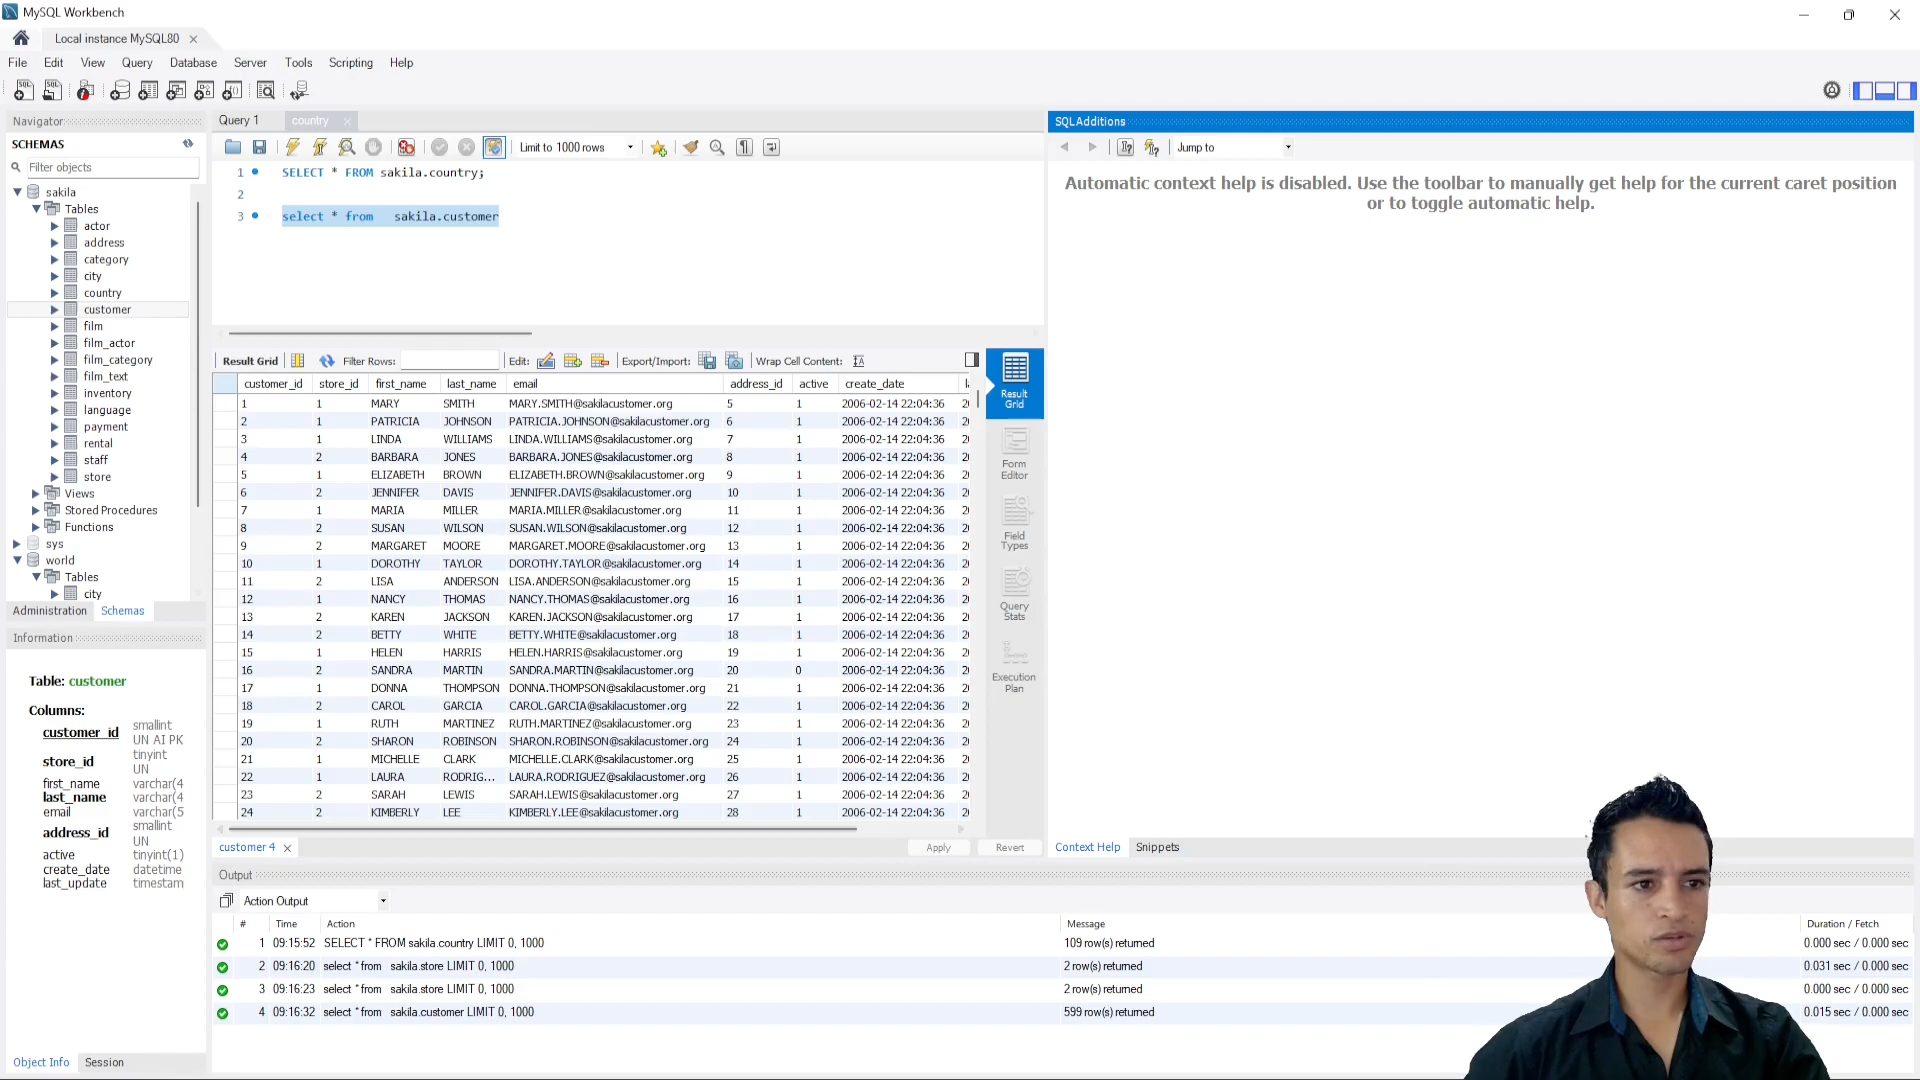 MySQL Workbench
Local instance MySQL80
File Edit View Query Database Server Tools Scripting Help
Navigator
SCHEMAS
Filter objects
sakila
Tables
actor
address
category
city
country
customer
film
film_actor
film_category
film_text
inventory
language
payment
rental
staff
store
Views
Stored Procedures
Functions
sys
world
Tables
city
Administration Schemas
Information
Table: customer
Columns:
customer_id smallint
UN AI PK
store_id tinyint
UN
first_name varchar(4
last_name varchar(4
email varchar(5
address_id smallint
UN
active tinyint(1)
create_date datetime
last_update timestam
Object Info Session
Query 1 country
Limit to 1000 rows
1 SELECT * FROM sakila.country;
2
3 select * from sakila.customer
Result Grid Filter Rows: Edit: Export/Import: Wrap Cell Content:
customer_id store_id first_name last_name email address_id active create_date
1 1 MARY SMITH MARY.SMITH@sakilacustomer.org 5 1 2006-02-14 22:04:36
2 1 PATRICIA JOHNSON PATRICIA.JOHNSON@sakilacustomer.org 6 1 2006-02-14 22:04:36
3 1 LINDA WILLIAMS LINDA.WILLIAMS@sakilacustomer.org 7 1 2006-02-14 22:04:36
4 2 BARBARA JONES BARBARA.JONES@sakilacustomer.org 8 1 2006-02-14 22:04:36
5 1 ELIZABETH BROWN ELIZABETH.BROWN@sakilacustomer.org 9 1 2006-02-14 22:04:36
6 2 JENNIFER DAVIS JENNIFER.DAVIS@sakilacustomer.org 10 1 2006-02-14 22:04:36
7 1 MARIA MILLER MARIA.MILLER@sakilacustomer.org 11 1 2006-02-14 22:04:36
8 2 SUSAN WILSON SUSAN.WILSON@sakilacustomer.org 12 1 2006-02-14 22:04:36
9 2 MARGARET MOORE MARGARET.MOORE@sakilacustomer.org 13 1 2006-02-14 22:04:36
10 1 DOROTHY TAYLOR DOROTHY.TAYLOR@sakilacustomer.org 14 1 2006-02-14 22:04:36
11 2 LISA ANDERSON LISA.ANDERSON@sakilacustomer.org 15 1 2006-02-14 22:04:36
12 1 NANCY THOMAS NANCY.THOMAS@sakilacustomer.org 16 1 2006-02-14 22:04:36
13 2 KAREN JACKSON KAREN.JACKSON@sakilacustomer.org 17 1 2006-02-14 22:04:36
14 2 BETTY WHITE BETTY.WHITE@sakilacustomer.org 18 1 2006-02-14 22:04:36
15 1 HELEN HARRIS HELEN.HARRIS@sakilacustomer.org 19 1 2006-02-14 22:04:36
16 2 SANDRA MARTIN SANDRA.MARTIN@sakilacustomer.org 20 0 2006-02-14 22:04:36
17 1 DONNA THOMPSON DONNA.THOMPSON@sakilacustomer.org 21 1 2006-02-14 22:04:36
18 2 CAROL GARCIA CAROL.GARCIA@sakilacustomer.org 22 1 2006-02-14 22:04:36
19 1 RUTH MARTINEZ RUTH.MARTINEZ@sakilacustomer.org 23 1 2006-02-14 22:04:36
20 2 SHARON ROBINSON SHARON.ROBINSON@sakilacustomer.org 24 1 2006-02-14 22:04:36
21 1 MICHELLE CLARK MICHELLE.CLARK@sakilacustomer.org 25 1 2006-02-14 22:04:36
22 1 LAURA RODRIG... LAURA.RODRIGUEZ@sakilacustomer.org 26 1 2006-02-14 22:04:36
23 2 SARAH LEWIS SARAH.LEWIS@sakilacustomer.org 27 1 2006-02-14 22:04:36
24 2 KIMBERLY LEE KIMBERLY.LEE@sakilacustomer.org 28 1 2006-02-14 22:04:36
Result
Grid
Form
Editor
Field
Types
Query
Stats
Execution
Plan
customer 4 Apply Revert
SQLAdditions
Jump to
Automatic context help is disabled. Use the toolbar to manually get help for the current caret position
or to toggle automatic help.
Context Help Snippets
Output
Action Output
# Time Action Message Duration / Fetch
1 09:15:52 SELECT * FROM sakila.country LIMIT 0, 1000 109 row(s) returned 0.000 sec / 0.000 sec
2 09:16:20 select * from sakila.store LIMIT 0, 1000 2 row(s) returned 0.031 sec / 0.000 sec
3 09:16:23 select * from sakila.store LIMIT 0, 1000 2 row(s) returned 0.000 sec / 0.000 sec
4 09:16:32 select * from sakila.customer LIMIT 0, 1000 599 row(s) returned 0.015 sec / 0.000 sec